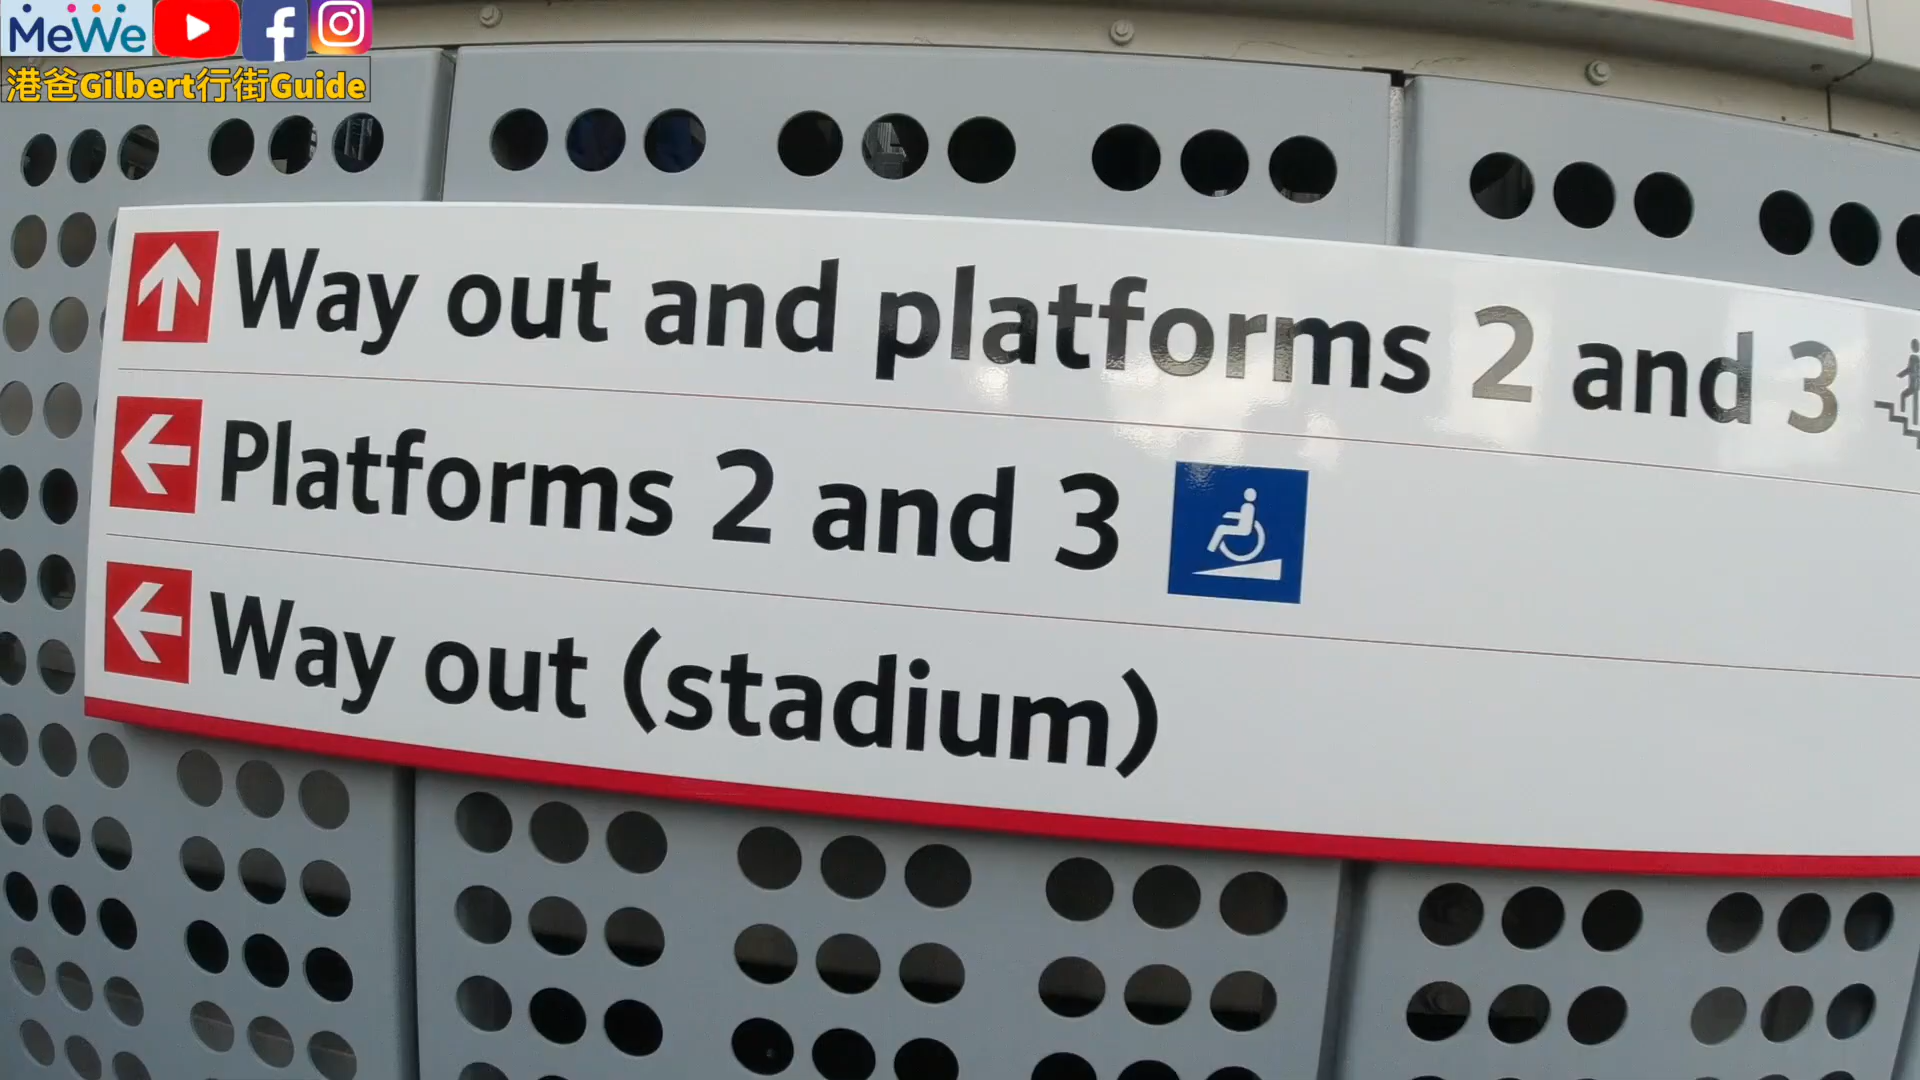 MeWe
港爸Gilbert行街Guide
Way out and platforms 2 and 3
Platforms 2 and 3
Way out (stadium)